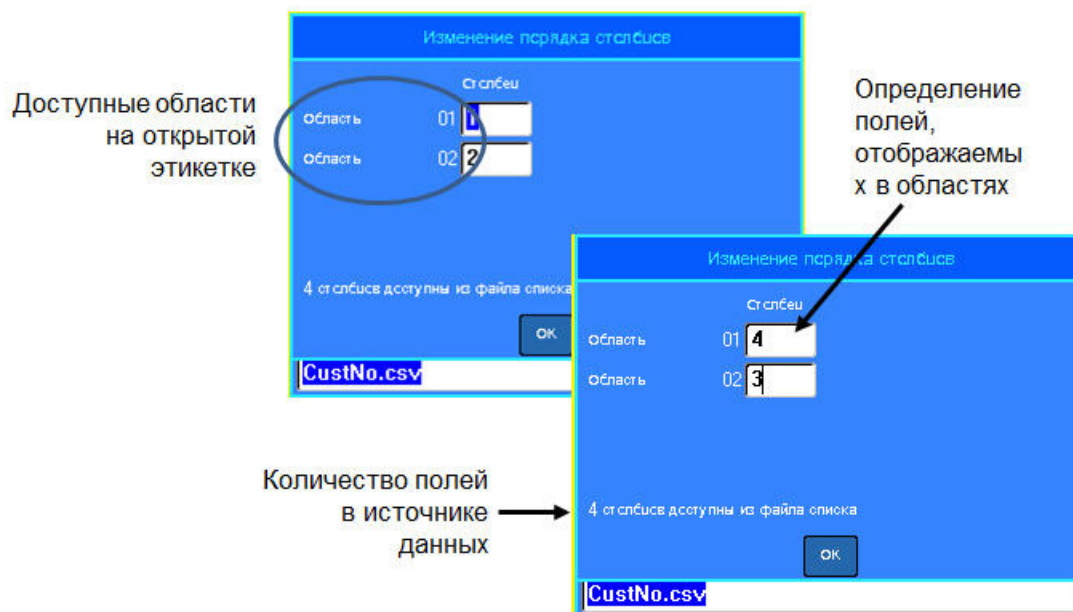 Изменение порядка столбцов
Доступные области
на открытой
этикетке
Столбец
Область 01 1
Область 02 2
4 столбцов доступны из файла списка
OK
CustNo.csv
Определение
полей,
отображаемы
х в областях
Изменение порядка столбцов
Столбец
Область 01 4
Область 02 3
Количество полей
в источнике
данных
4 столбцов доступны из файла списка
OK
CustNo.csv